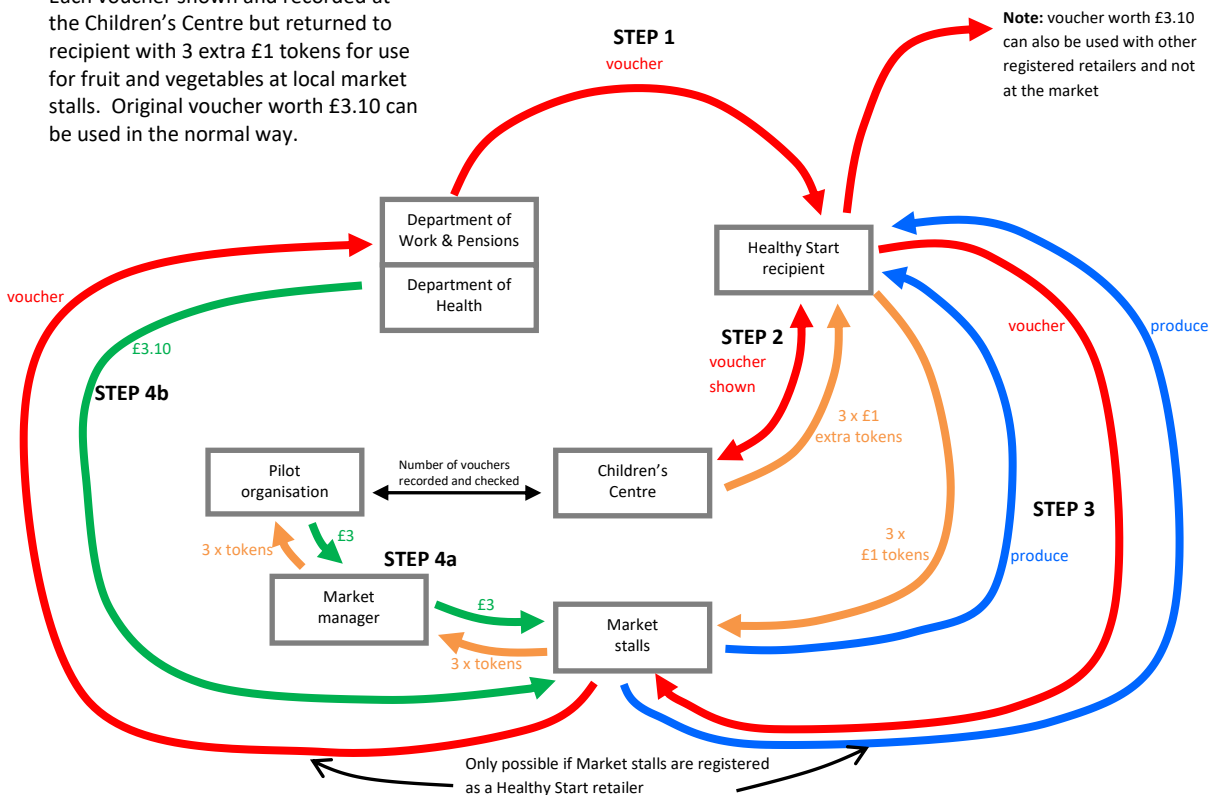 Each voucher shown and recorded at
the Children's Centre but returned to
recipient with 3 extra £1 tokens for use
for fruit and vegetables at local market
stalls.  Original voucher worth £3.10 can
be used in the normal way.
STEP 1
voucher
Note: voucher worth £3.10
can also be used with other
registered retailers and not
at the market
Department of
Work & Pensions
Department of
Health
Healthy Start
recipient
voucher
£3.10
STEP 4b
STEP 2
voucher
shown
voucher
produce
3 x £1
extra tokens
Pilot
organisation
Number of vouchers
recorded and checked
Children's
Centre
STEP 3
3 x tokens
£3
STEP 4a
3 x
£1 tokens
produce
Market
manager
£3
3 x tokens
Market
stalls
Only possible if Market stalls are registered
as a Healthy Start retailer